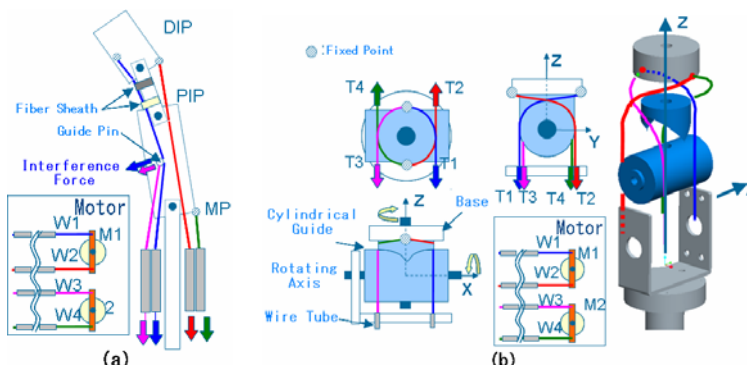 DIP
Fiber Sheath
PIP
Guide Pin
Interference
Force
MP
Motor
W1
M1
W2
W3
2
W4
(a)
:Fixed Point
T4
T2
T3
T1
Z
Y
T1
T3
T4
T2
Z
Base
Cylindrical
Guide
Rotating
Axis
X
Wire Tube
Motor
W1
M1
W2
W3
M2
W4
(b)
Z